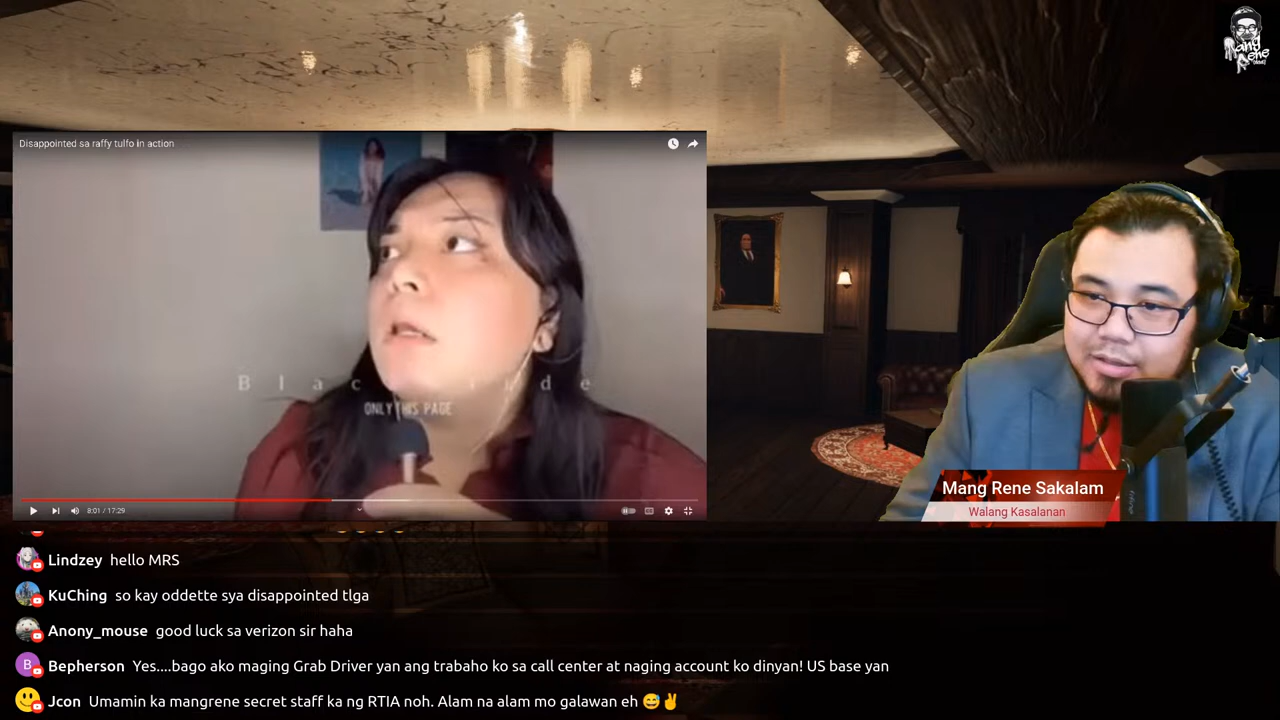 Mang
Rene
Disappointed sa raffy tulfo in action
ONLY THIS PAGE
8:01 / 17:29
Mang Rene Sakalam
Walang Kasalanan
Lindzey hello MRS
KuChing so kay oddette sya disappointed tlga
Anony_mouse good luck sa verizon sir haha
B Bepherson Yes....bago ako maging Grab Driver yan ang trabaho ko sa call center at naging account ko dinyan! US base yan
Jcon Umamin ka mangrene secret staff ka ng RTIA noh. Alam na alam mo galawan eh 😅✌